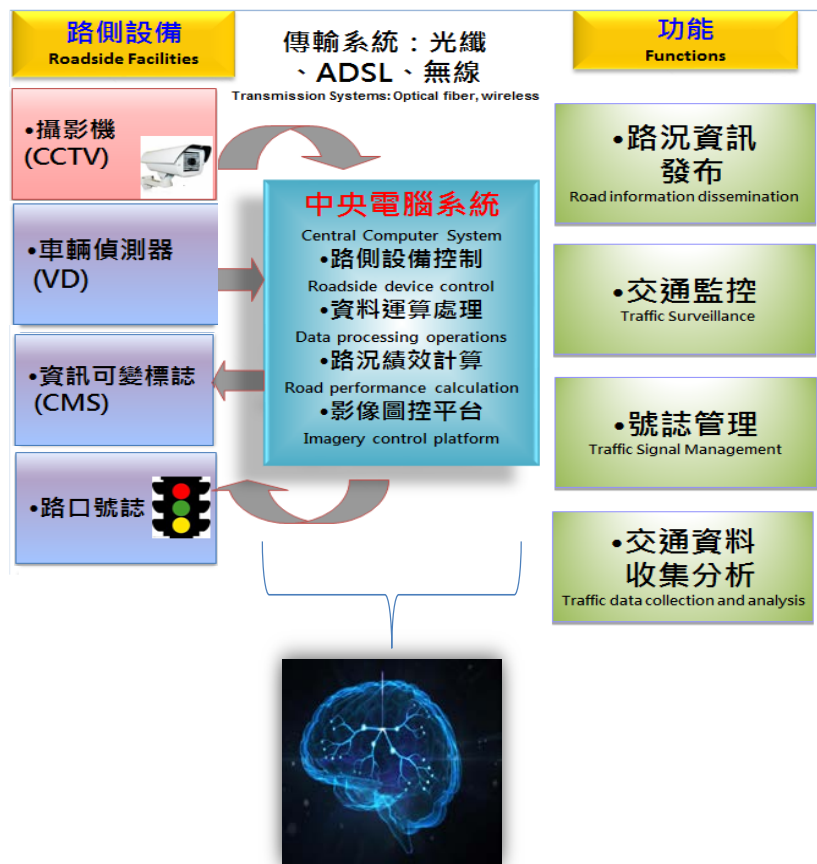 路側設備
Roadside Facilities
•攝影機
(CCTV)
•車輛偵測器
(VD)
•資訊可變標誌
(CMS)
•路口號誌
傳輸系統：光纖
、ADSL、無線
Transmission Systems: Optical fiber, wireless
中央電腦系統
Central Computer System
•路側設備控制
Roadside device control
•資料運算處理
Data processing operations
•路況績效計算
Road performance calculation
•影像圖控平台
Imagery control platform
功能
Functions
•路況資訊
發布
Road information dissemination
•交通監控
Traffic Surveillance
•號誌管理
Traffic Signal Management
•交通資料
收集分析
Traffic data collection and analysis